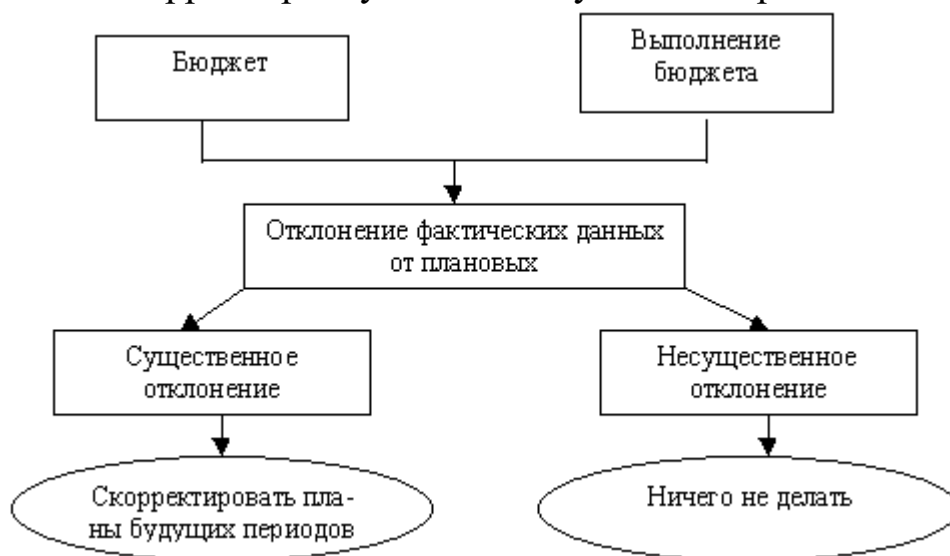 Бюджет
Выполнение
бюджета
Отклонение фактических данных
от плановых
Существенное
отклонение
Несущественное
отклонение
Скорректировать пла-
ны будущих периодов
Ничего не делать